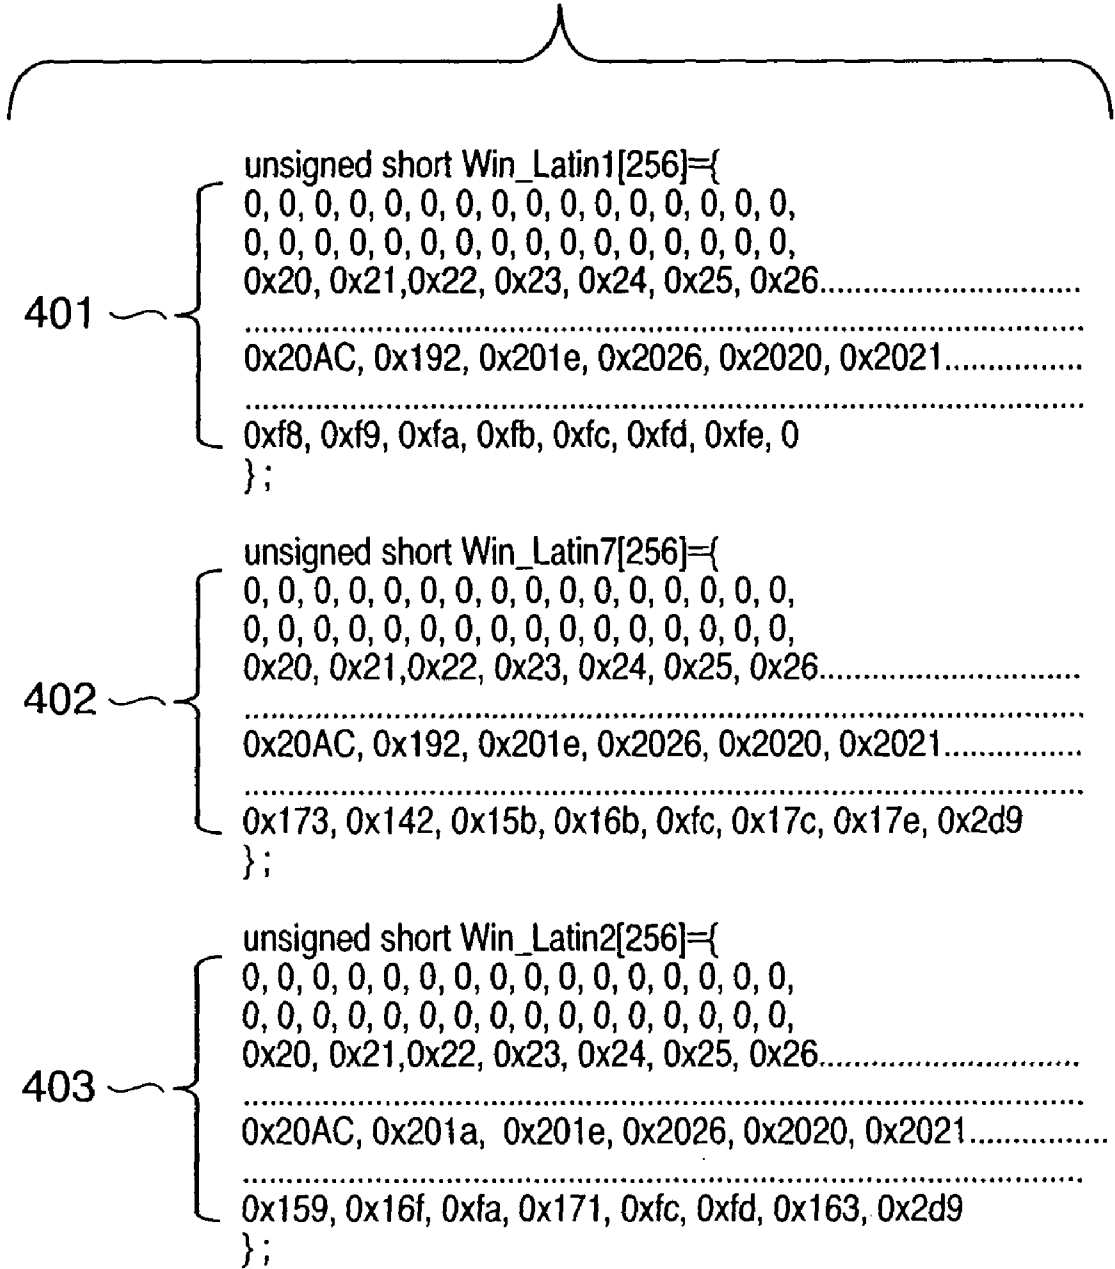 unsigned short Win_Latin1[256]={
0, 0, 0, 0, 0, 0, 0, 0, 0, 0, 0, 0, 0, 0, 0, 0,
0, 0, 0, 0, 0, 0, 0, 0, 0, 0, 0, 0, 0, 0, 0, 0,
0x20, 0x21,0x22, 0x23, 0x24, 0x25, 0x26..............................
401
................................................................................................
0x20AC, 0x192, 0x201e, 0x2026, 0x2020, 0x2021................
................................................................................................
0xf8, 0xf9, 0xfa, 0xfb, 0xfc, 0xfd, 0xfe, 0
};
unsigned short Win_Latin7[256]={
0, 0, 0, 0, 0, 0, 0, 0, 0, 0, 0, 0, 0, 0, 0, 0,
0, 0, 0, 0, 0, 0, 0, 0, 0, 0, 0, 0, 0, 0, 0, 0,
0x20, 0x21,0x22, 0x23, 0x24, 0x25, 0x26..............................
402
................................................................................................
0x20AC, 0x192, 0x201e, 0x2026, 0x2020, 0x2021................
................................................................................................
0x173, 0x142, 0x15b, 0x16b, 0xfc, 0x17c, 0x17e, 0x2d9
};
unsigned short Win_Latin2[256]={
0, 0, 0, 0, 0, 0, 0, 0, 0, 0, 0, 0, 0, 0, 0, 0,
0, 0, 0, 0, 0, 0, 0, 0, 0, 0, 0, 0, 0, 0, 0, 0,
0x20, 0x21,0x22, 0x23, 0x24, 0x25, 0x26..............................
403
................................................................................................
0x20AC, 0x201a, 0x201e, 0x2026, 0x2020, 0x2021................
................................................................................................
0x159, 0x16f, 0xfa, 0x171, 0xfc, 0xfd, 0x163, 0x2d9
};